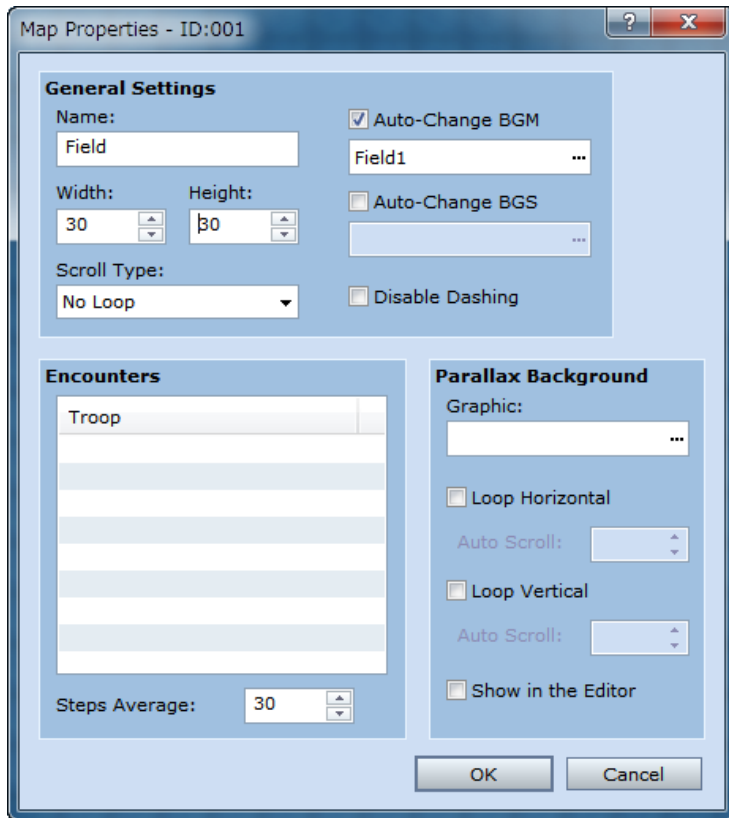 Map Properties - ID:001
?
General Settings
Name:
Field
Width:
30
Height:
30
Scroll Type:
No Loop
Auto-Change BGM
Field1 ...
Auto-Change BGS
...
Disable Dashing
Encounters
Troop
Steps Average: 30
Parallax Background
Graphic:
...
Loop Horizontal
Auto Scroll:
Loop Vertical
Auto Scroll:
Show in the Editor
OK
Cancel